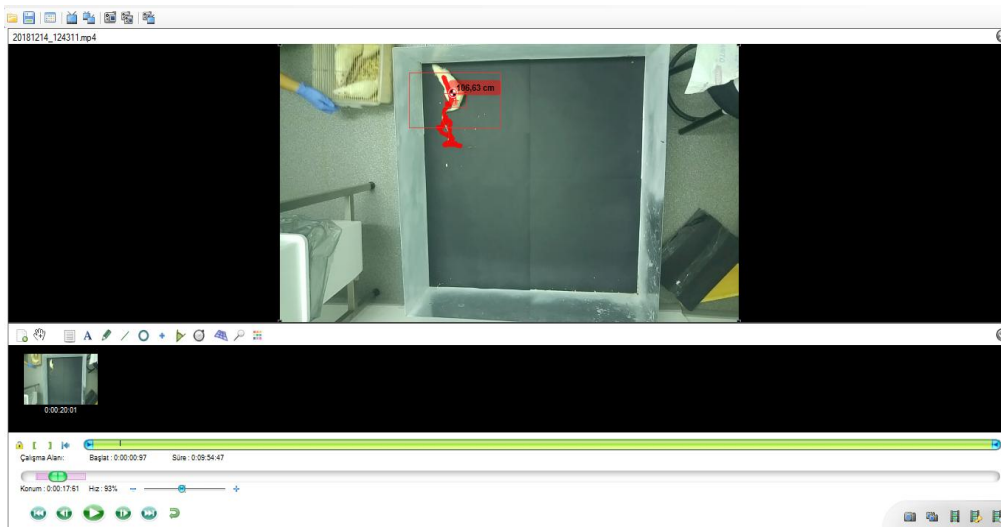 20181214_124311.mp4
106,63 cm
A
0:00:20:01
Çalışma Alanı: Başlat : 0:00:00:97 Süre : 0:09:54:47
Konum : 0:00:17:61 Hız : 93%